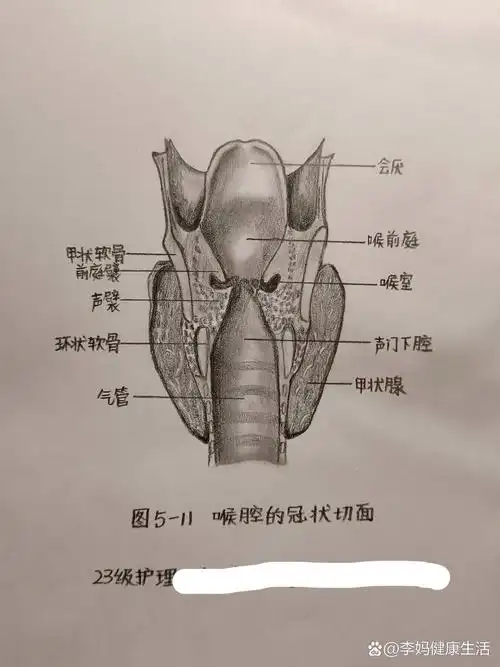 会厌
喉前庭
甲状软骨
前庭襞
喉室
声襞
环状软骨
声门下腔
甲状腺
气管
图5-11 喉腔的冠状切面
23级护理
@李妈健康生活